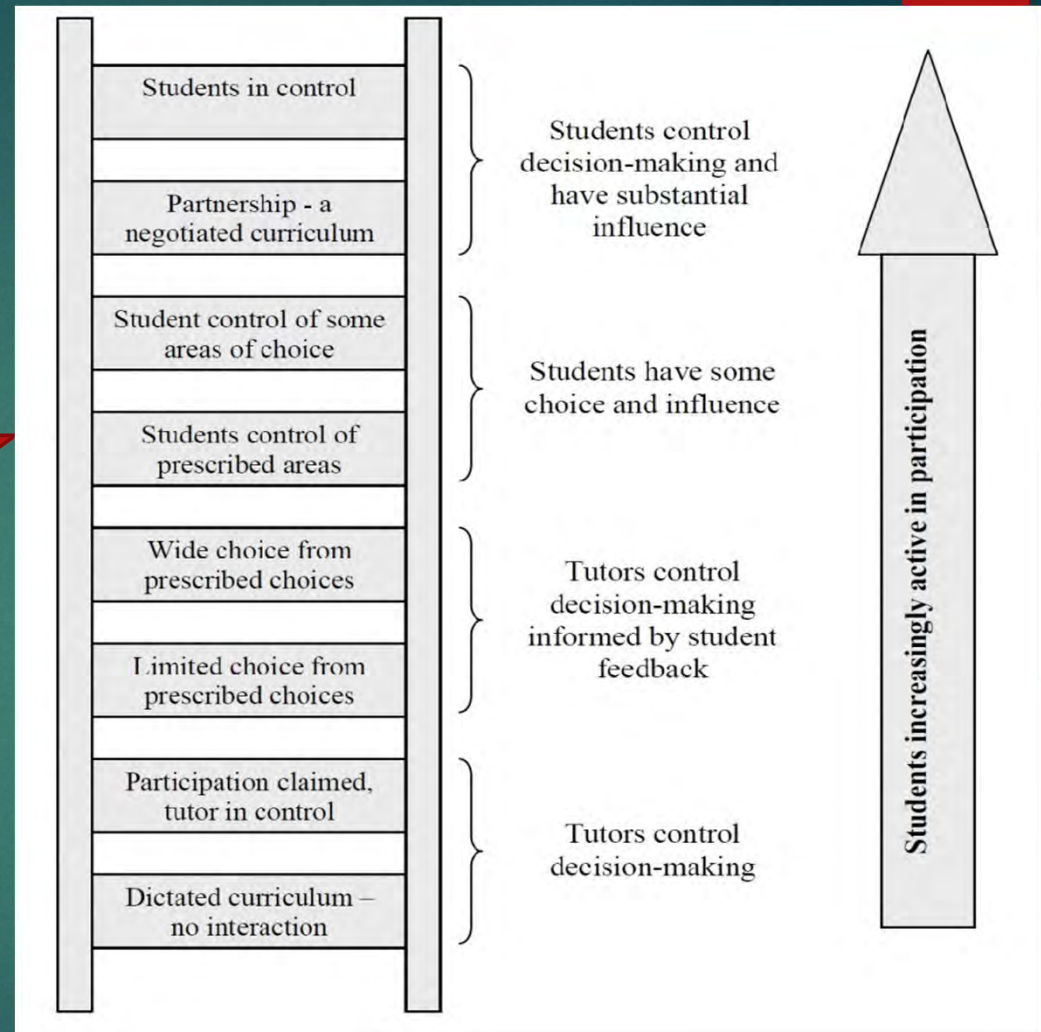 Students in control
Partnership - a
negotiated curriculum
Students control
decision-making and
have substantial
influence
Student control of some
areas of choice
Students control of
prescribed areas
Students have some
choice and influence
Wide choice from
prescribed choices
Limited choice from
prescribed choices
Tutors control
decision-making
informed by student
feedback
Participation claimed,
tutor in control
Dictated curriculum –
no interaction
Tutors control
decision-making
Students increasingly active in participation